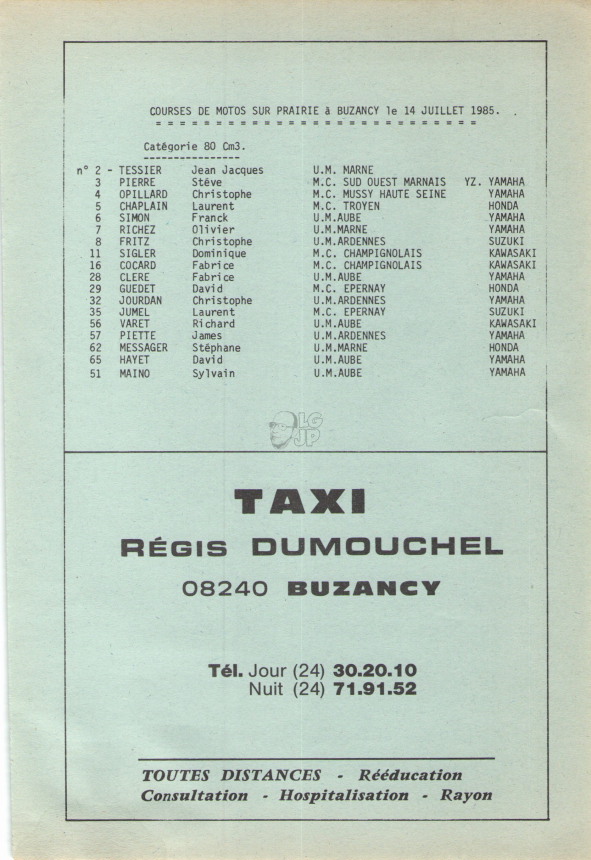 COURSES DE MOTOS SUR PRAIRIE à BUZANCY le 14 JUILLET 1985.
= = = = = = = = = = = = = = = = = = = = = = = = = = = =
Catégorie 80 Cm3.
-----------------
n° 2 - TESSIER Jean Jacques U.M. MARNE
3 PIERRE Stéve M.C. SUD OUEST MARNAIS YZ. YAMAHA
4 OPILLARD Christophe M.C. MUSSY HAUTE SEINE YAMAHA
5 CHAPLAIN Laurent M.C. TROYEN HONDA
6 SIMON Franck U.M.AUBE YAMAHA
7 RICHEZ Olivier U.M.MARNE YAMAHA
8 FRITZ Christophe U.M.ARDENNES SUZUKI
11 SIGLER Dominique M.C. CHAMPIGNOLAIS KAWASAKI
16 COCARD Fabrice M.C. CHAMPIGNOLAIS KAWASAKI
28 CLERE Fabrice U.M.AUBE YAMAHA
29 GUEDET David M.C. EPERNAY HONDA
32 JOURDAN Christophe U.M.ARDENNES YAMAHA
35 JUMEL Laurent M.C. EPERNAY SUZUKI
56 VARET Richard U.M.AUBE KAWASAKI
57 PIETTE James U.M.ARDENNES YAMAHA
62 MESSAGER Stéphane U.M.MARNE HONDA
65 HAYET David U.M.AUBE YAMAHA
51 MAINO Sylvain U.M.AUBE YAMAHA
LG
JP
TAXI
RÉGIS DUMOUCHEL
08240 BUZANCY
Tél. Jour (24) 30.20.10
Nuit (24) 71.91.52
TOUTES DISTANCES - Rééducation
Consultation - Hospitalisation - Rayon